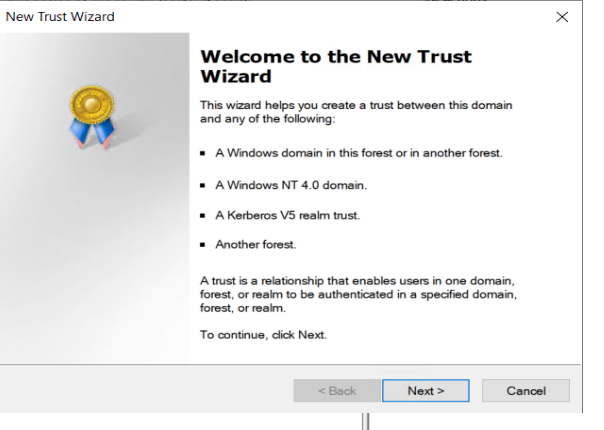 New Trust Wizard
Welcome to the New Trust
Wizard
This wizard helps you create a trust between this domain
and any of the following:
▪ A Windows domain in this forest or in another forest.
▪ A Windows NT 4.0 domain.
▪ A Kerberos V5 realm trust.
▪ Another forest.
A trust is a relationship that enables users in one domain,
forest, or realm to be authenticated in a specified domain,
forest, or realm.
To continue, click Next.
< Back Next > Cancel